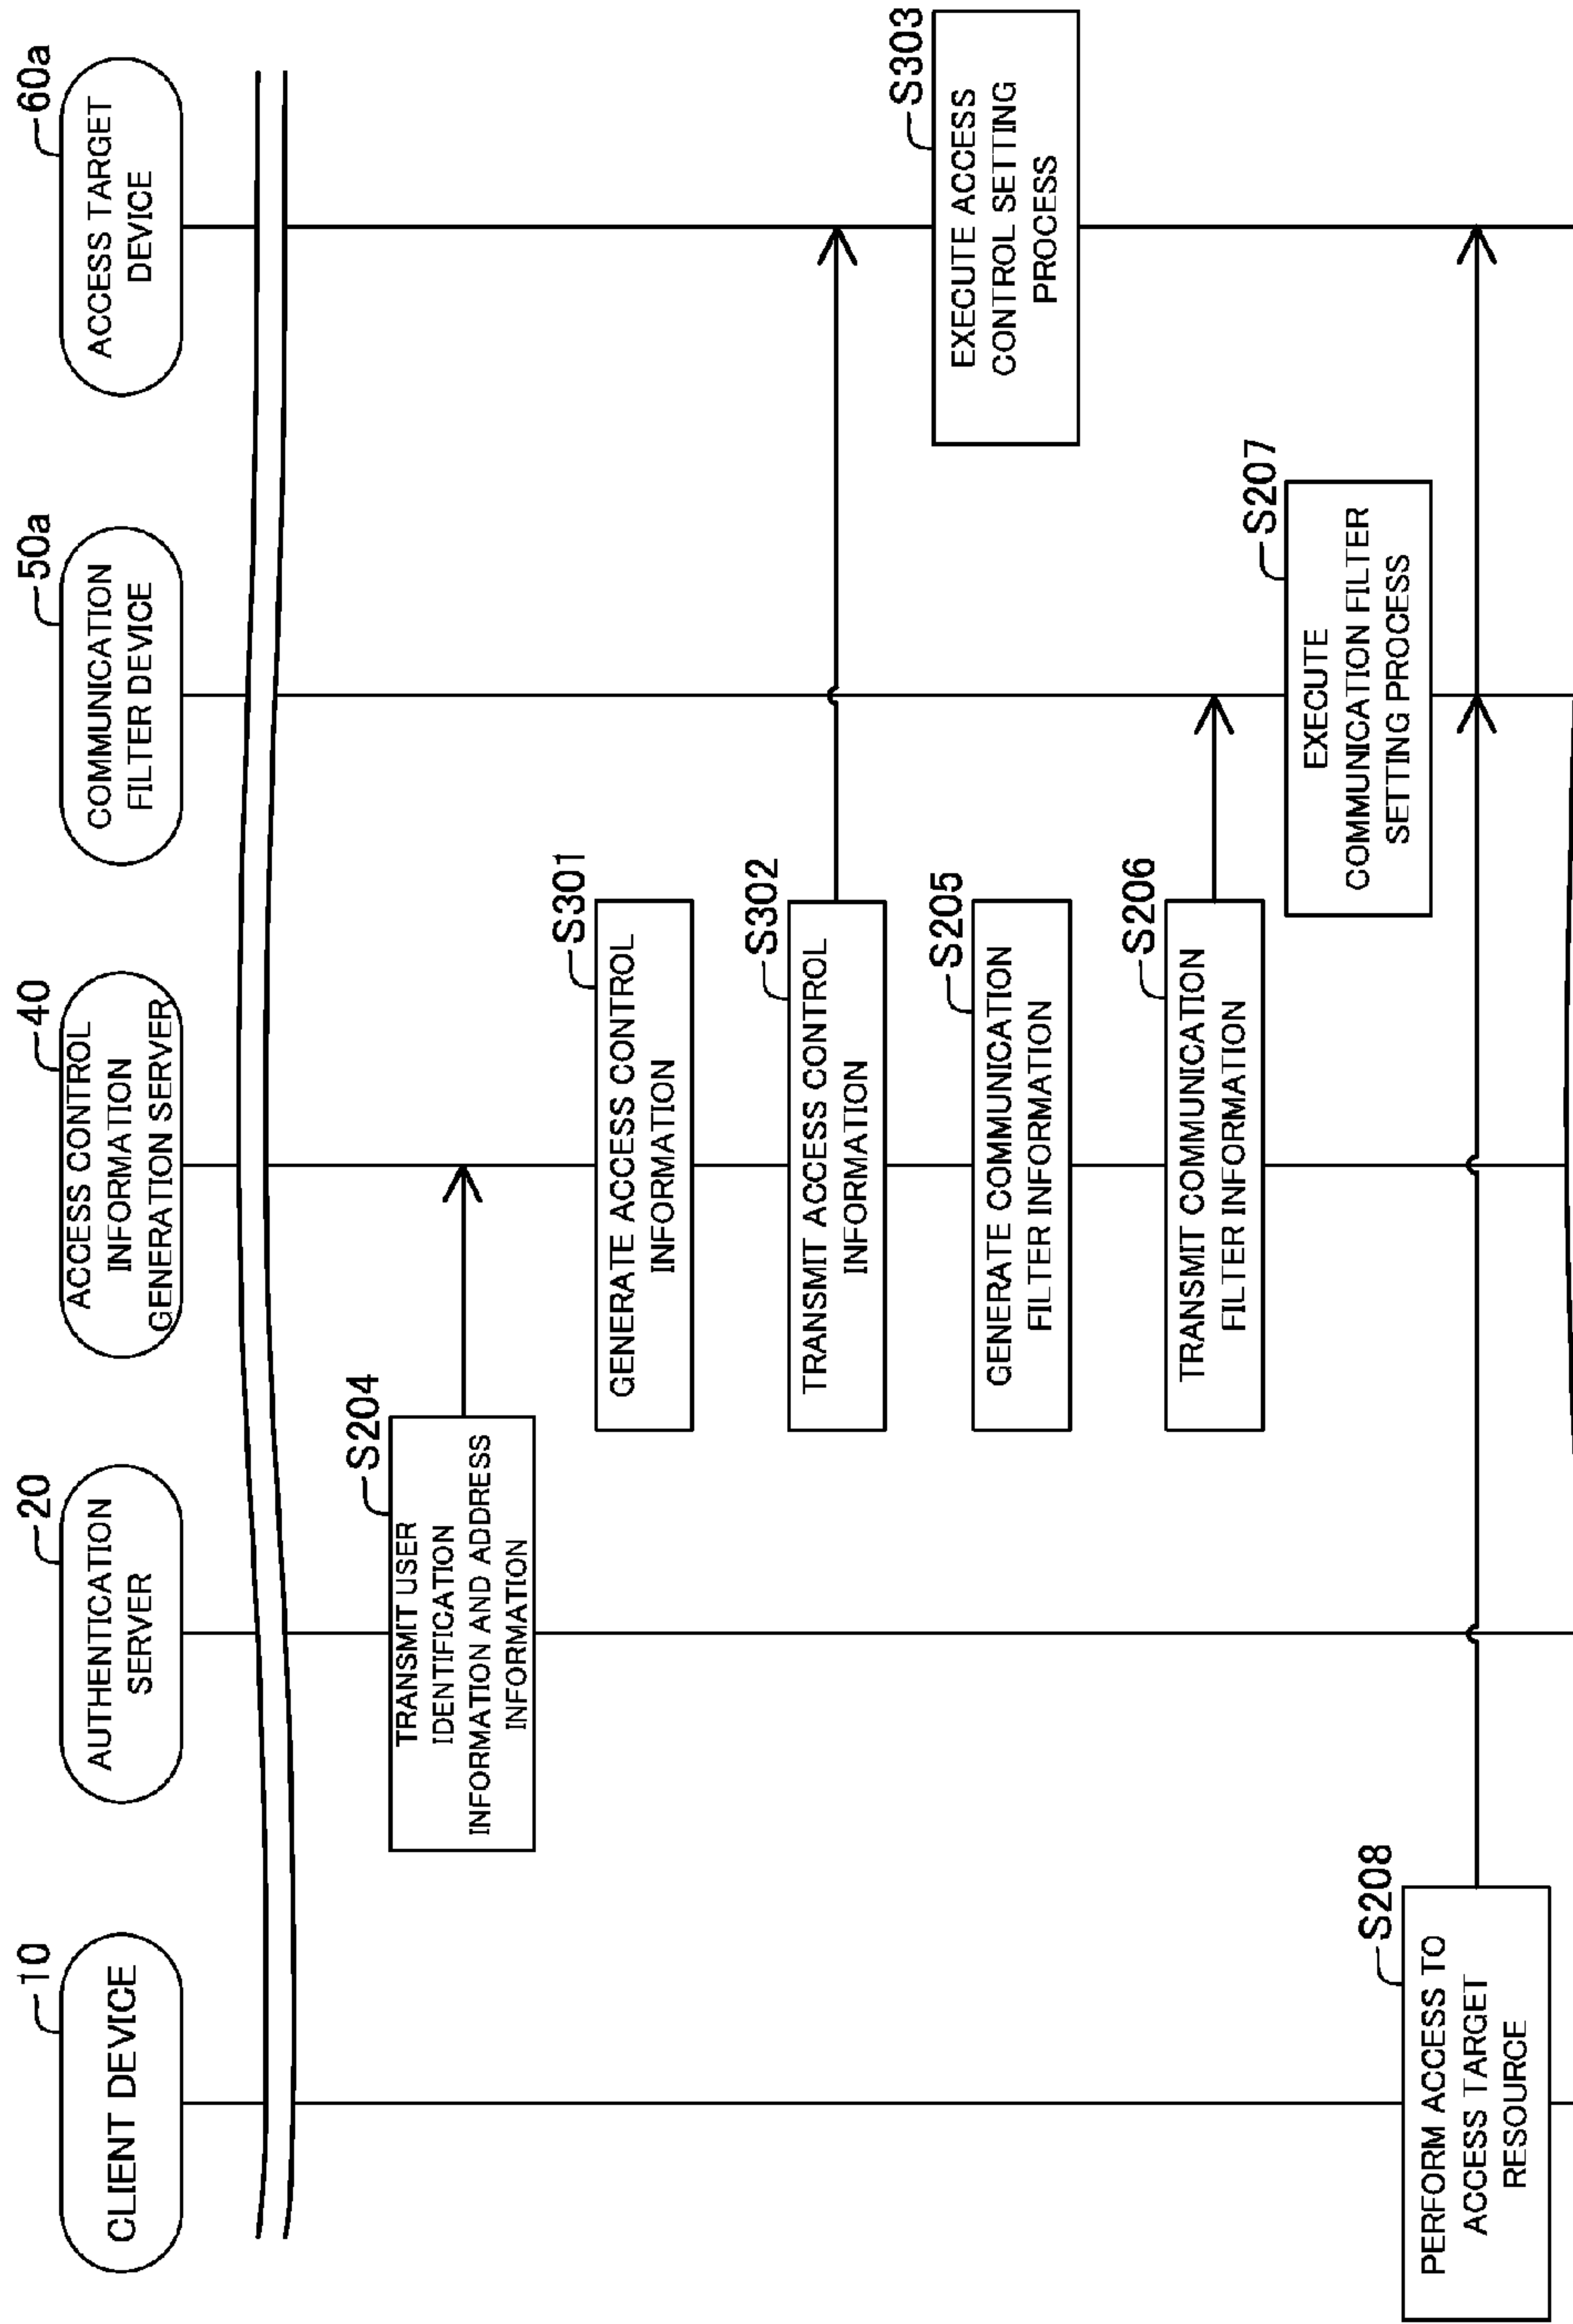 10
CLIENT DEVICE
20
AUTHENTICATION
SERVER
40
ACCESS CONTROL
INFORMATION
GENERATION SERVER
50a
COMMUNICATION
FILTER DEVICE
60a
ACCESS TARGET
DEVICE
S204
TRANSMIT USER
IDENTIFICATION
INFORMATION AND ADDRESS
INFORMATION
S301
GENERATE ACCESS CONTROL
INFORMATION
S302
TRANSMIT ACCESS CONTROL
INFORMATION
S303
EXECUTE ACCESS
CONTROL SETTING
PROCESS
S205
GENERATE COMMUNICATION
FILTER INFORMATION
S206
TRANSMIT COMMUNICATION
FILTER INFORMATION
S207
EXECUTE
COMMUNICATION FILTER
SETTING PROCESS
S208
PERFORM ACCESS TO
ACCESS TARGET
RESOURCE